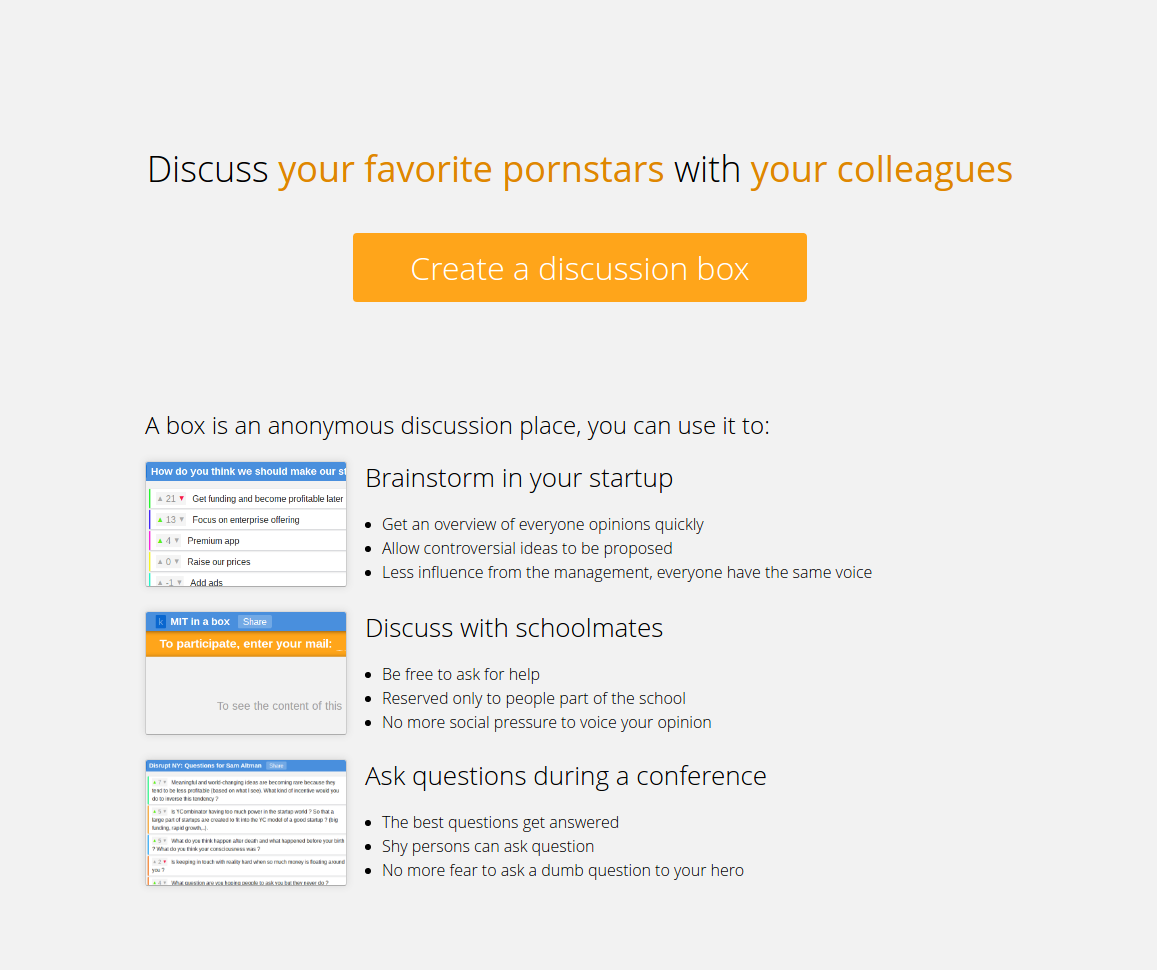 Discuss your favorite pornstars with your colleagues
Create a discussion box
A box is an anonymous discussion place, you can use it to:
How do you think we should make our st
▲ 21 ▼ Get funding and become profitable later
▲ 13 ▼ Focus on enterprise offering
▲ 4 ▼ Premium app
▲ 0 ▼ Raise our prices
▲ -1 ▼ Add ads
Brainstorm in your startup
• Get an overview of everyone opinions quickly
• Allow controversial ideas to be proposed
• Less influence from the management, everyone have the same voice
k MIT in a box Share
To participate, enter your mail: _
To see the content of this
Discuss with schoolmates
• Be free to ask for help
• Reserved only to people part of the school
• No more social pressure to voice your opinion
Disrupt NY: Questions for Sam Altman Share
▲ 7 ▼ Meaningful and world-changing ideas are becoming rare because they
tend to be less profitable (based on what I see). What kind of incentive would you
do to inverse this tendency ?
▲ 5 ▼ Is YCombinator having too much power in the startup world ? So that a
large part of startups are created to fit into the YC model of a good startup ? (big
funding, rapid growth...).
▲ 5 ▼ What do you think happen after death and what happened before your birth
? What do you think your consciousness was ?
▲ 2 ▼ Is keeping in touch with reality hard when so much money is floating around
you ?
▲ 4 ▼ What question are you hoping people to ask you but they never do ?
Ask questions during a conference
• The best questions get answered
• Shy persons can ask question
• No more fear to ask a dumb question to your hero